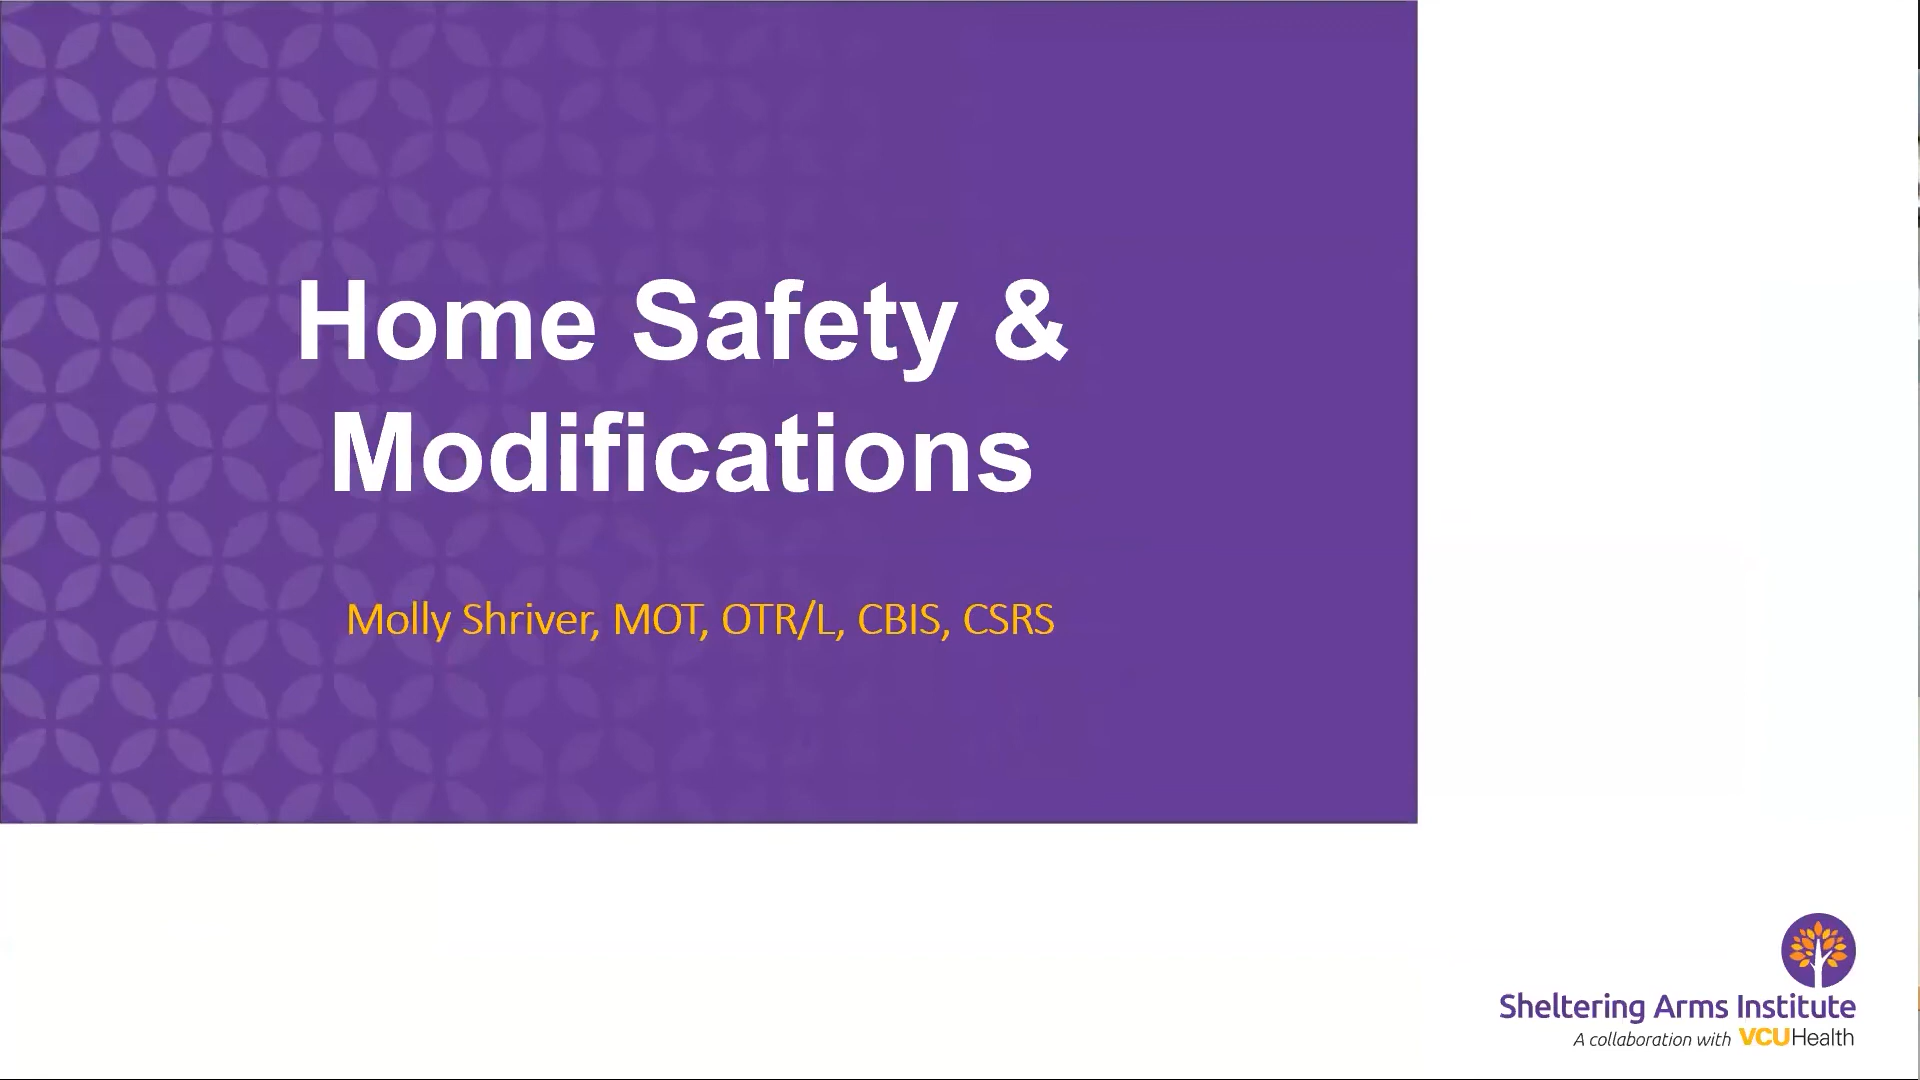 Home Safety &
Modifications
Molly Shriver, MOT, OTR/L, CBIS, CSRS
Sheltering Arms Institute
A collaboration with VCUHealth